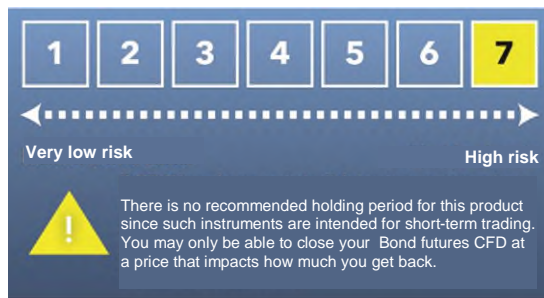 1 2 3 4 5 6 7
Very low risk High risk
!
There is no recommended holding period for this product
since such instruments are intended for short-term trading.
You may only be able to close your Bond futures CFD at
a price that impacts how much you get back.